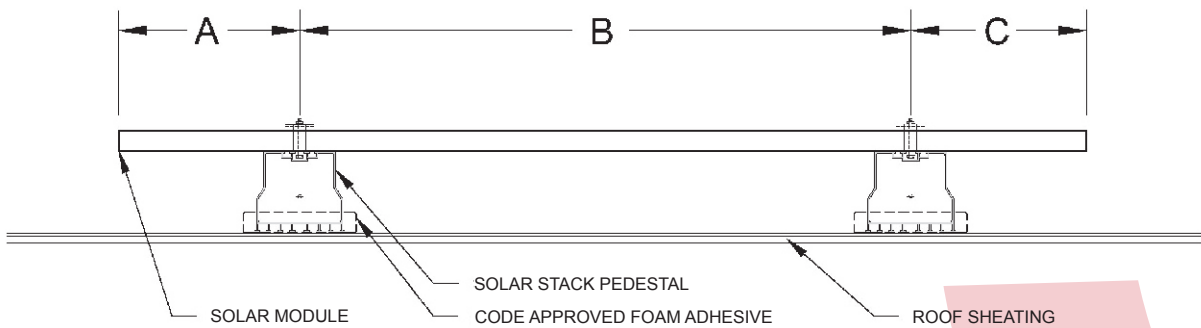 A
B
C
SOLAR STACK PEDESTAL
SOLAR MODULE
CODE APPROVED FOAM ADHESIVE
ROOF SHEATING